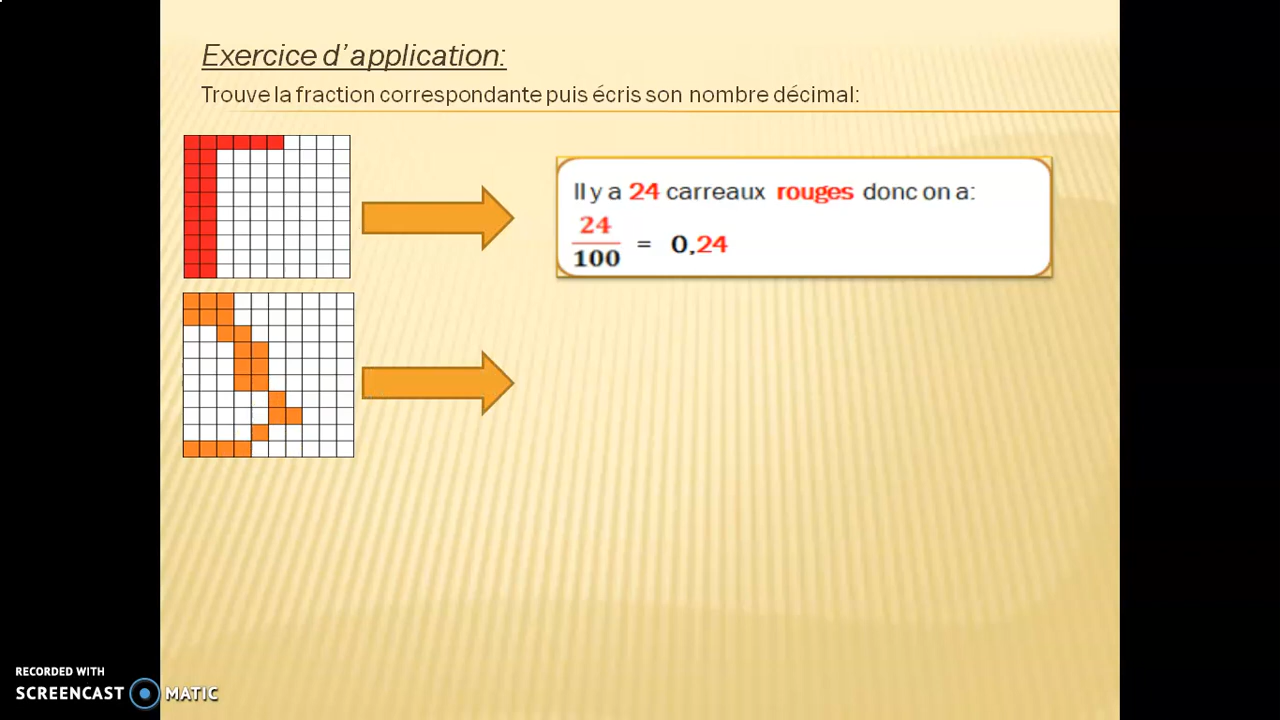 Exercice d’application:
Trouve la fraction correspondante puis écris son nombre décimal:
Il y a 24 carreaux rouges donc on a:
24
100
= 0,24
RECORDED WITH
SCREENCAST MATIC